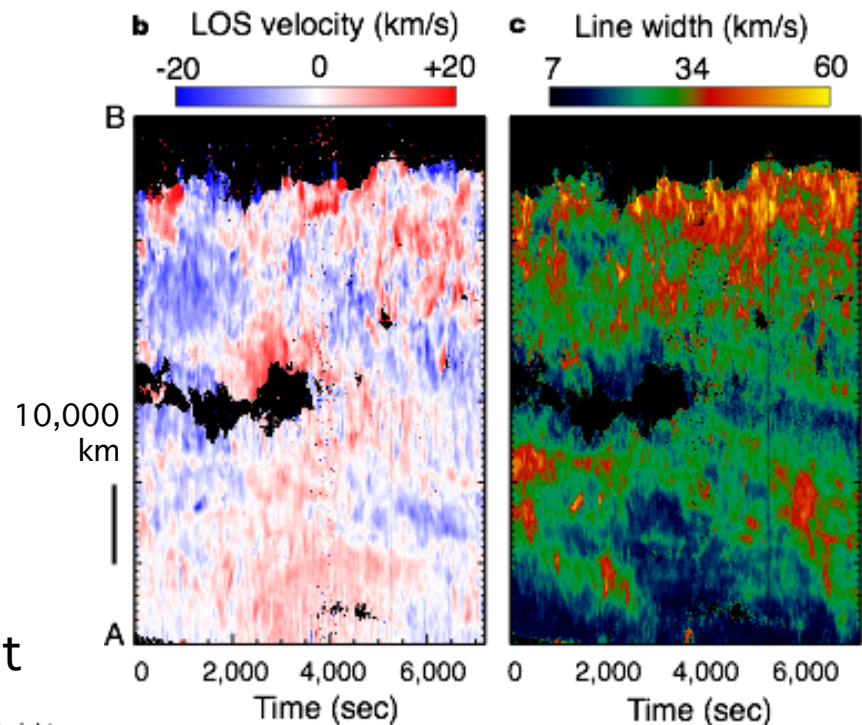 b LOS velocity (km/s)
-20 0 +20
c Line width (km/s)
7 34 60
B
10,000
km
A
t
0 2,000 4,000 6,000
Time (sec)
0 2,000 4,000 6,000
Time (sec)